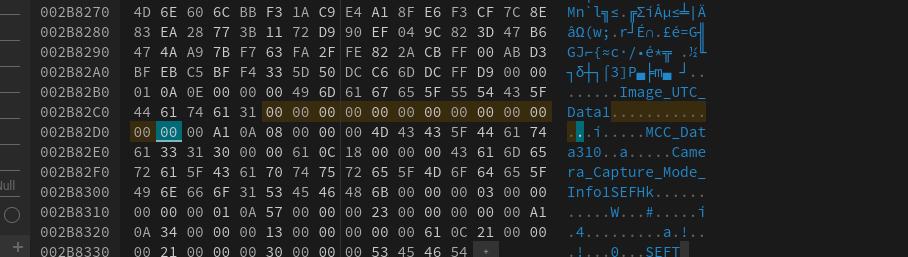 002B8270 4D 6E 60 6C BB F3 1A C9 E4 A1 8F E6 F3 CF 7C 8E
002B8280 83 EA 28 77 3B 11 72 D9 90 EF 04 9C 82 3D 47 B6
002B8290 47 4A A9 7B F7 63 FA 2F FE 82 2A CB FF 00 AB D3
002B82A0 BF EB C5 BF F4 33 5D 50 DC C6 6D DC FF D9 00 00
002B82B0 01 0A 0E 00 00 00 49 6D 61 67 65 5F 55 54 43 5F ......Image_UTC_
002B82C0 44 61 74 61 31 00 00 00 00 00 00 00 00 00 00 00 Data1...........
002B82D0 00 00 00 A1 0A 08 00 00 00 4D 43 43 5F 44 61 74 ...í.....MCC_Dat
002B82E0 61 33 31 30 00 00 61 0C 18 00 00 00 43 61 6D 65 a310..a.....Came
null 002B82F0 72 61 5F 43 61 70 74 75 72 65 5F 4D 6F 64 65 5F ra_Capture_Mode_
002B8300 49 6E 66 6F 31 53 45 46 48 6B 00 00 00 03 00 00 Info1SEFHk......
002B8310 00 00 00 01 0A 57 00 00 00 23 00 00 00 00 00 A1 .....W...#.....í
002B8320 0A 34 00 00 00 13 00 00 00 00 00 61 0C 21 00 00 .4.........a.!..
002B8330 00 21 00 00 00 30 00 00 00 53 45 46 54 + .!...0...SEFT